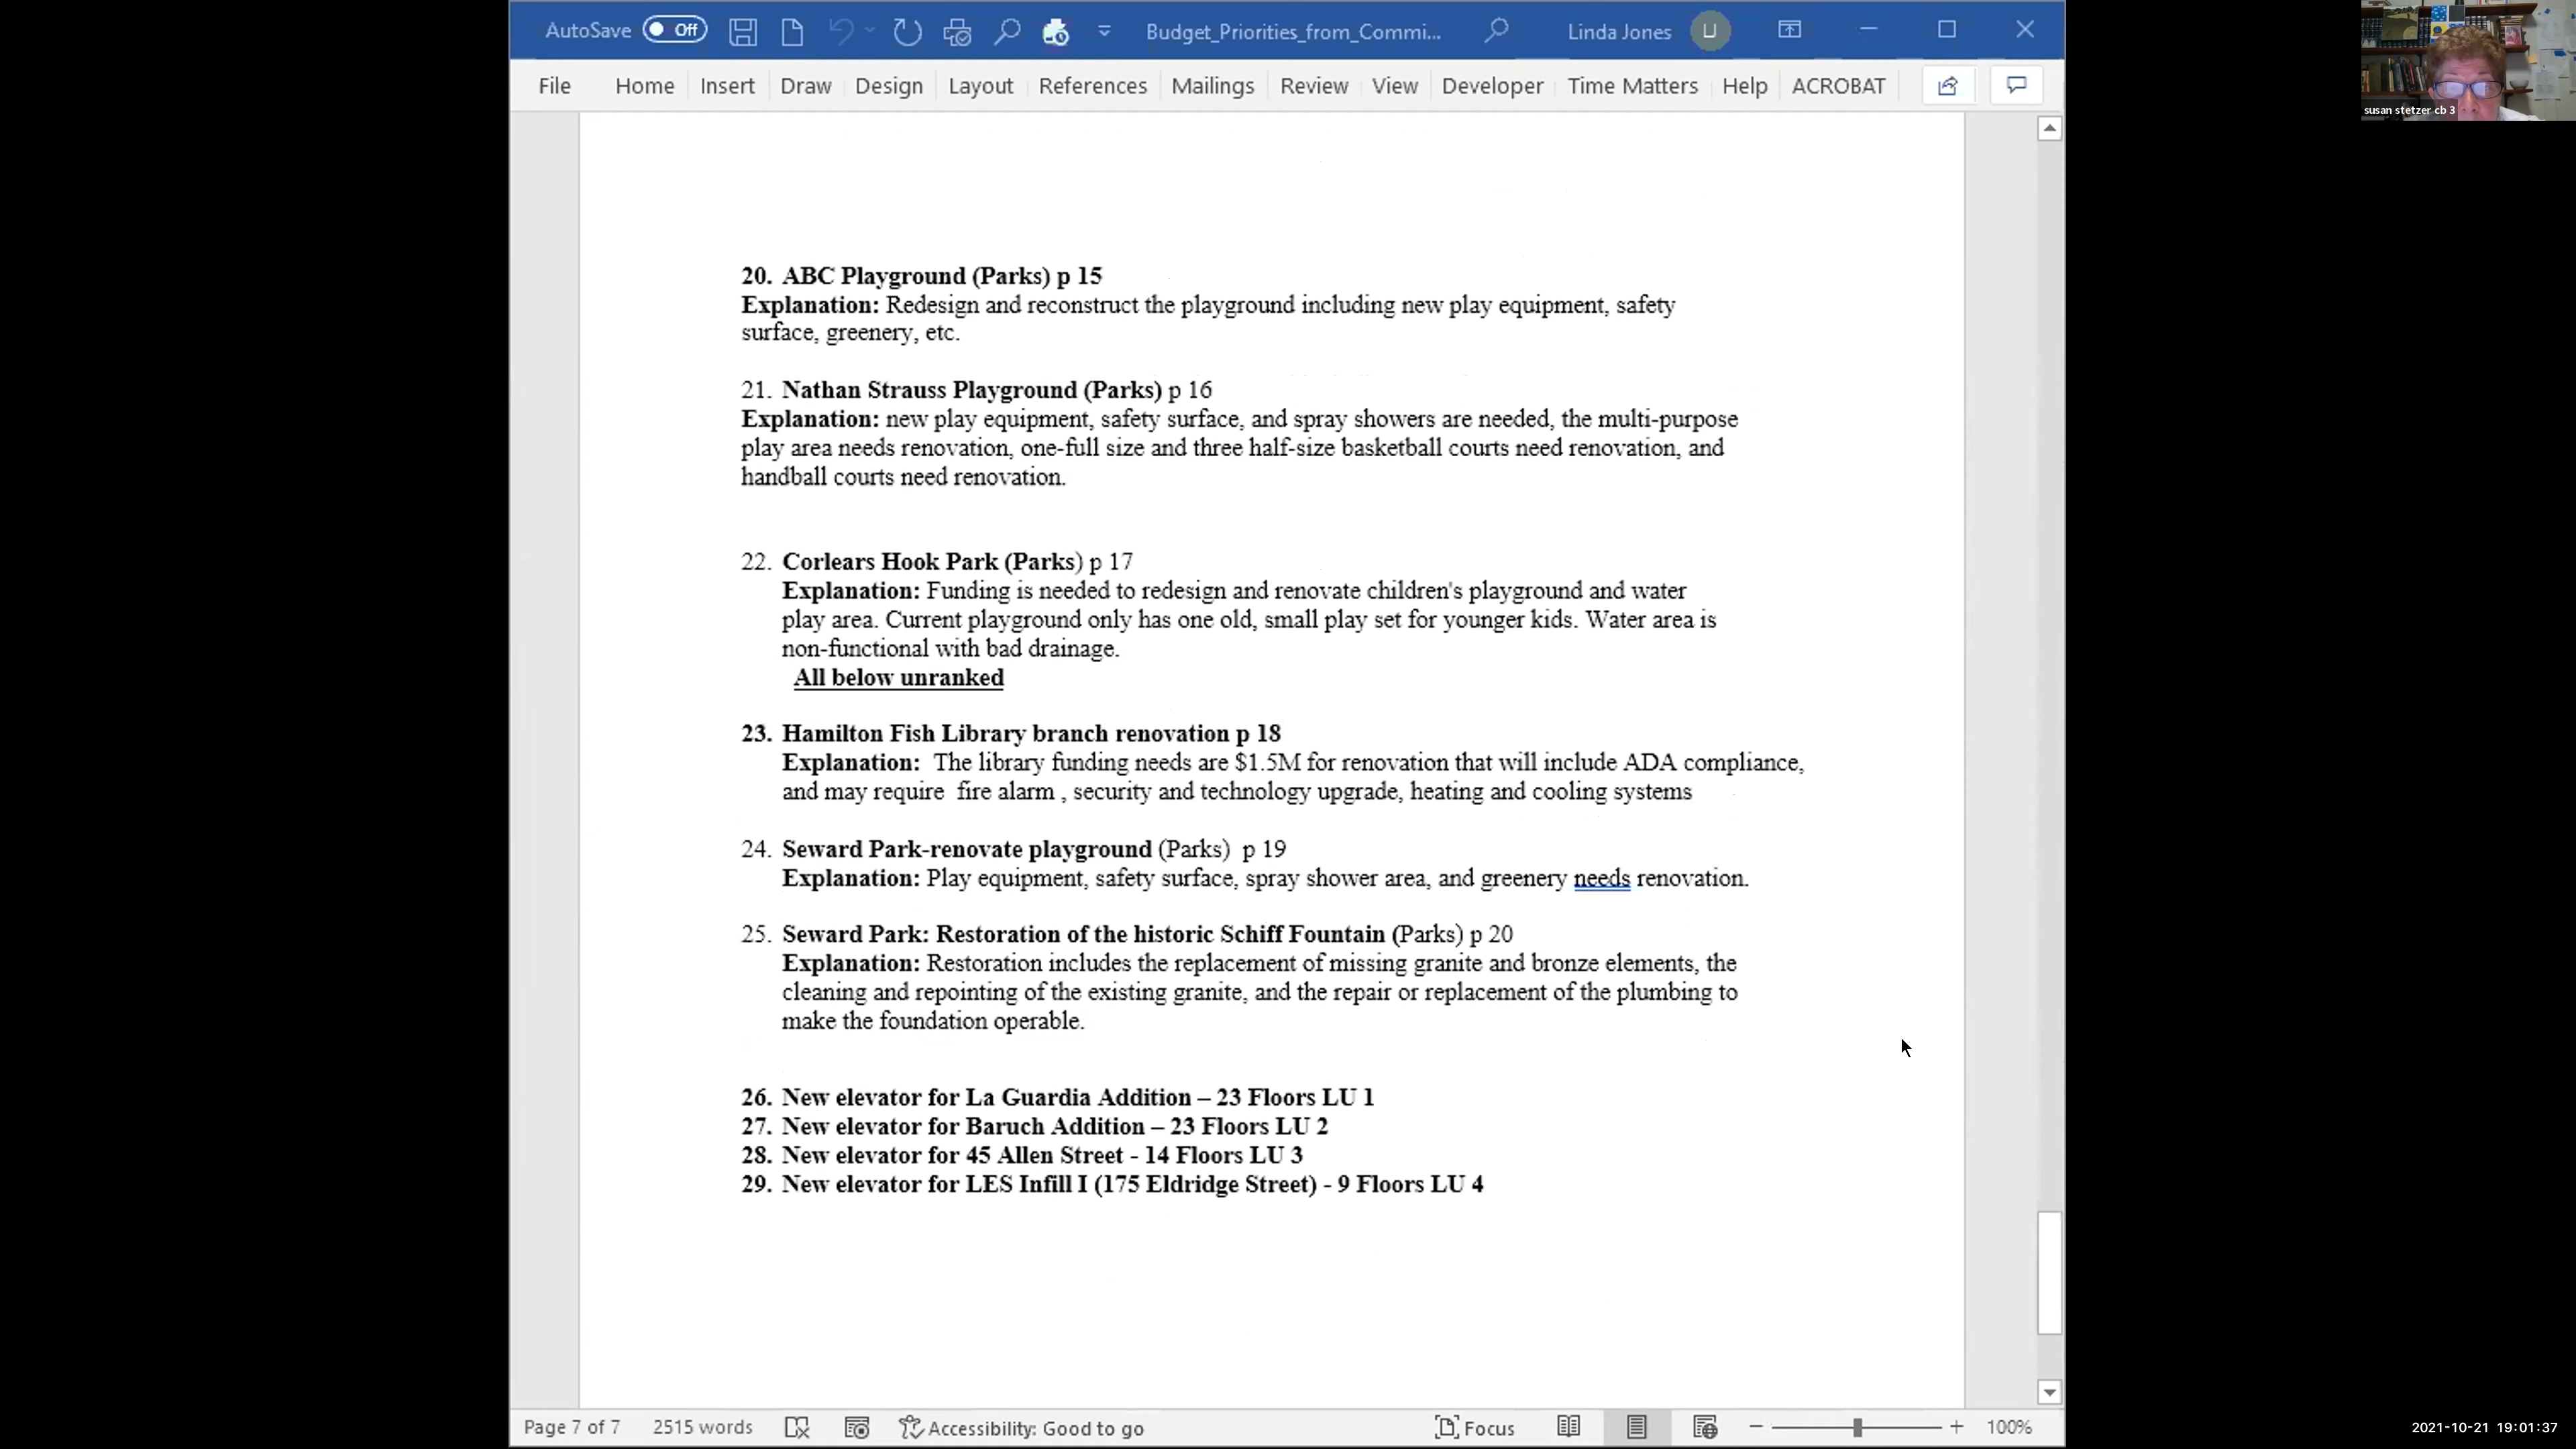 AutoSave Off Budget_Priorities_from_Commi... Linda Jones LJ
File Home Insert Draw Design Layout References Mailings Review View Developer Time Matters Help ACROBAT
susan stetzer cb 3
20. ABC Playground (Parks) p 15
Explanation: Redesign and reconstruct the playground including new play equipment, safety
surface, greenery, etc.
21. Nathan Strauss Playground (Parks) p 16
Explanation: new play equipment, safety surface, and spray showers are needed, the multi-purpose
play area needs renovation, one-full size and three half-size basketball courts need renovation, and
handball courts need renovation.
22. Corlears Hook Park (Parks) p 17
Explanation: Funding is needed to redesign and renovate children's playground and water
play area. Current playground only has one old, small play set for younger kids. Water area is
non-functional with bad drainage.
All below unranked
23. Hamilton Fish Library branch renovation p 18
Explanation: The library funding needs are $1.5M for renovation that will include ADA compliance,
and may require fire alarm , security and technology upgrade, heating and cooling systems
24. Seward Park-renovate playground (Parks) p 19
Explanation: Play equipment, safety surface, spray shower area, and greenery needs renovation.
25. Seward Park: Restoration of the historic Schiff Fountain (Parks) p 20
Explanation: Restoration includes the replacement of missing granite and bronze elements, the
cleaning and repointing of the existing granite, and the repair or replacement of the plumbing to
make the foundation operable.
26. New elevator for La Guardia Addition – 23 Floors LU 1
27. New elevator for Baruch Addition – 23 Floors LU 2
28. New elevator for 45 Allen Street - 14 Floors LU 3
29. New elevator for LES Infill I (175 Eldridge Street) - 9 Floors LU 4
Page 7 of 7 2515 words Accessibility: Good to go Focus 100%
2021-10-21 19:01:37